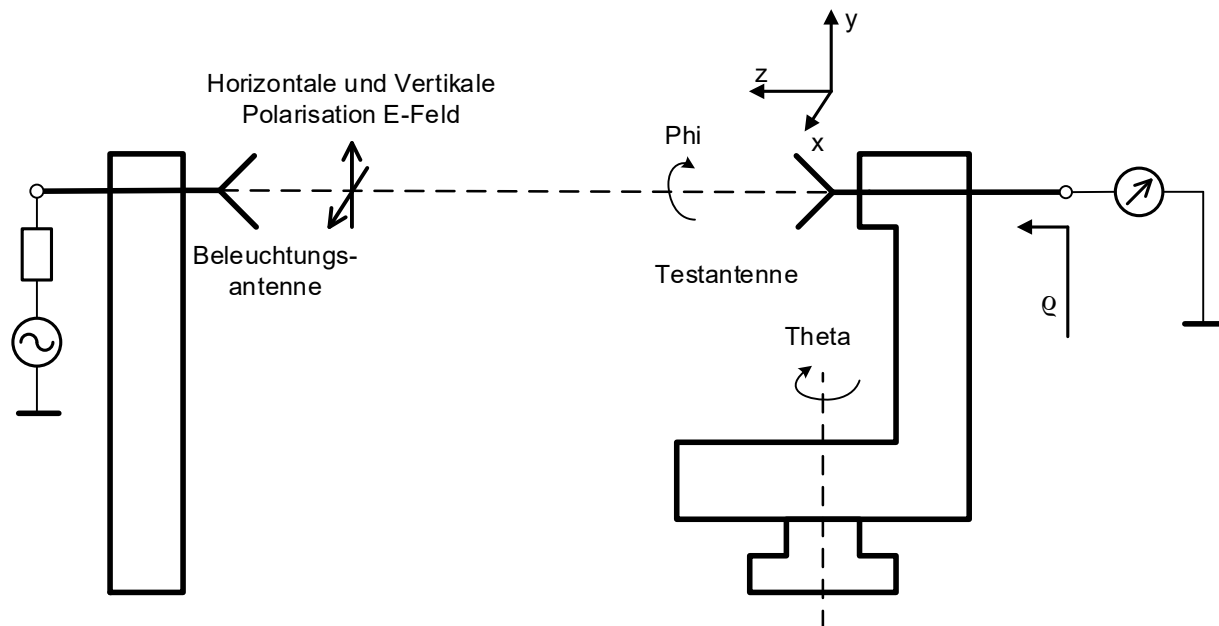 y
z
x
Horizontale und Vertikale
Polarisation E-Feld
Phi
Beleuchtungs-
antenne
Testantenne
ϱ
Theta